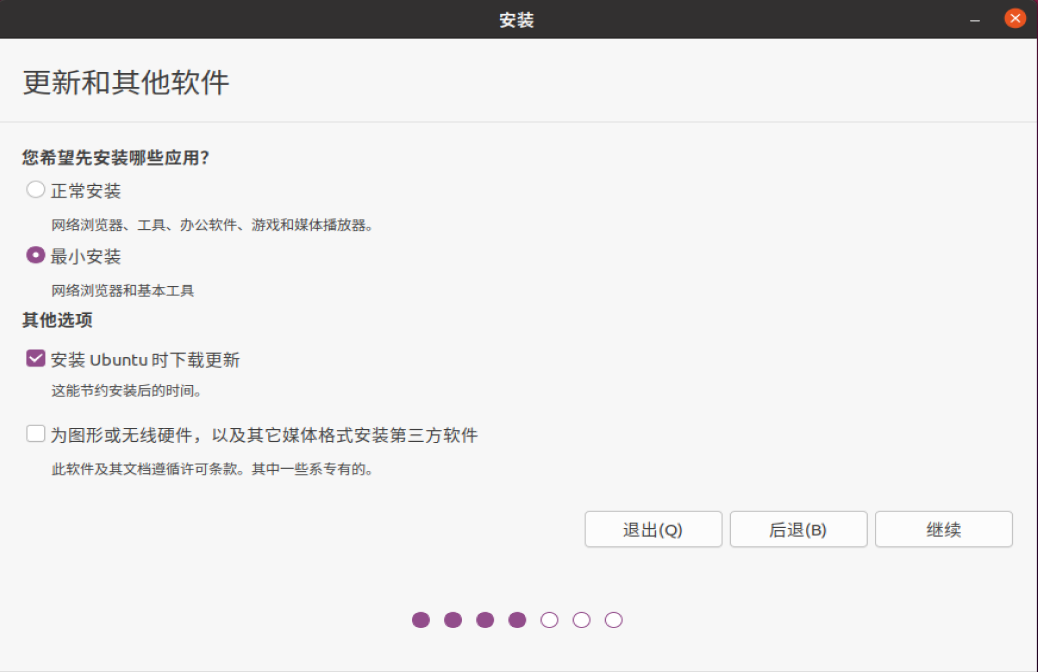 安装
更新和其他软件
您希望先安装哪些应用?
正常安装
网络浏览器、工具、办公软件、游戏和媒体播放器。
最小安装
网络浏览器和基本工具
其他选项
安装 Ubuntu 时下载更新
这能节约安装后的时间。
为图形或无线硬件，以及其它媒体格式安装第三方软件
此软件及其文档遵循许可条款。其中一些系专有的。
退出(Q) 后退(B) 继续